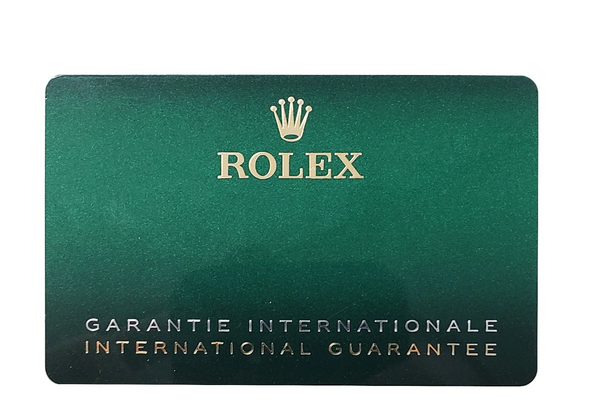 ROLEX
GARANTIE INTERNATIONALE
INTERNATIONAL GUARANTEE